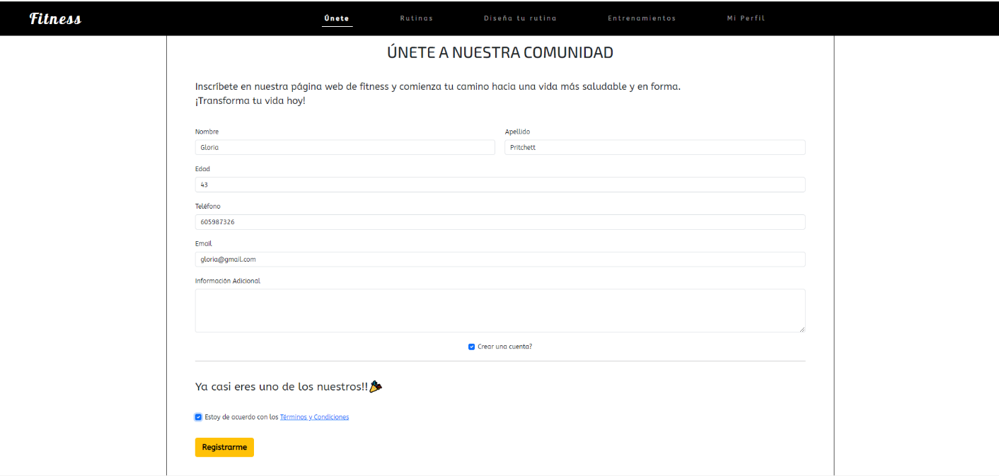 Fitness
Únete
Rutinas
Diseña tu rutina
Entrenamientos
Mi Perfil
ÚNETE A NUESTRA COMUNIDAD
Inscríbete en nuestra página web de fitness y comienza tu camino hacia una vida más saludable y en forma.
¡Transforma tu vida hoy!
Nombre
Apellido
Gloria
Pritchett
Edad
43
Teléfono
605987326
Email
gloria@gmail.com
Información Adicional
Crear una cuenta?
Ya casi eres uno de los nuestros!!
Estoy de acuerdo con los Términos y Condiciones
Registrarme